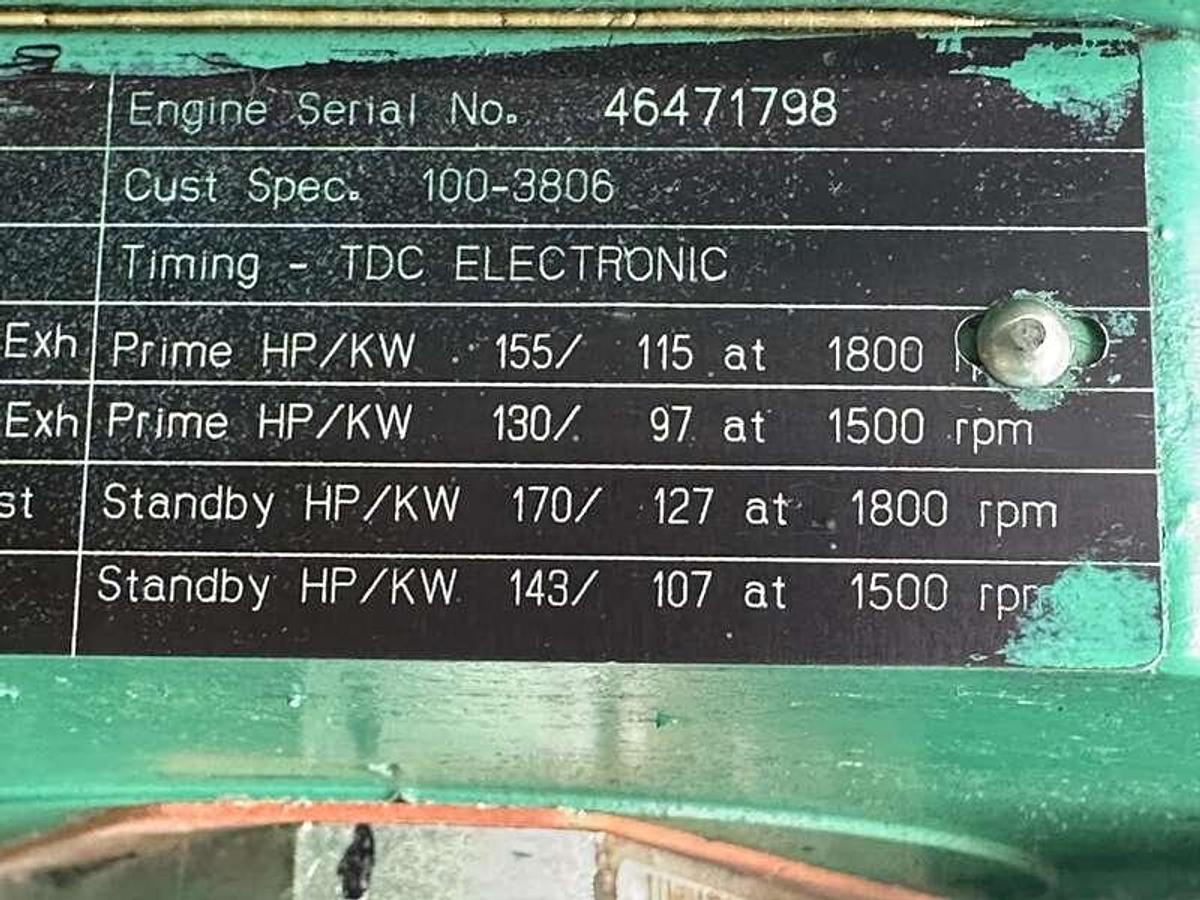 Engine Serial No. 46471798
Cust Spec. 100-3806
Timing - TDC ELECTRONIC
Exh Prime HP/KW 155/ 115 at 1800
Exh Prime HP/KW 130/ 97 at 1500 rpm
st Standby HP/KW 170/ 127 at 1800 rpm
Standby HP/KW 143/ 107 at 1500